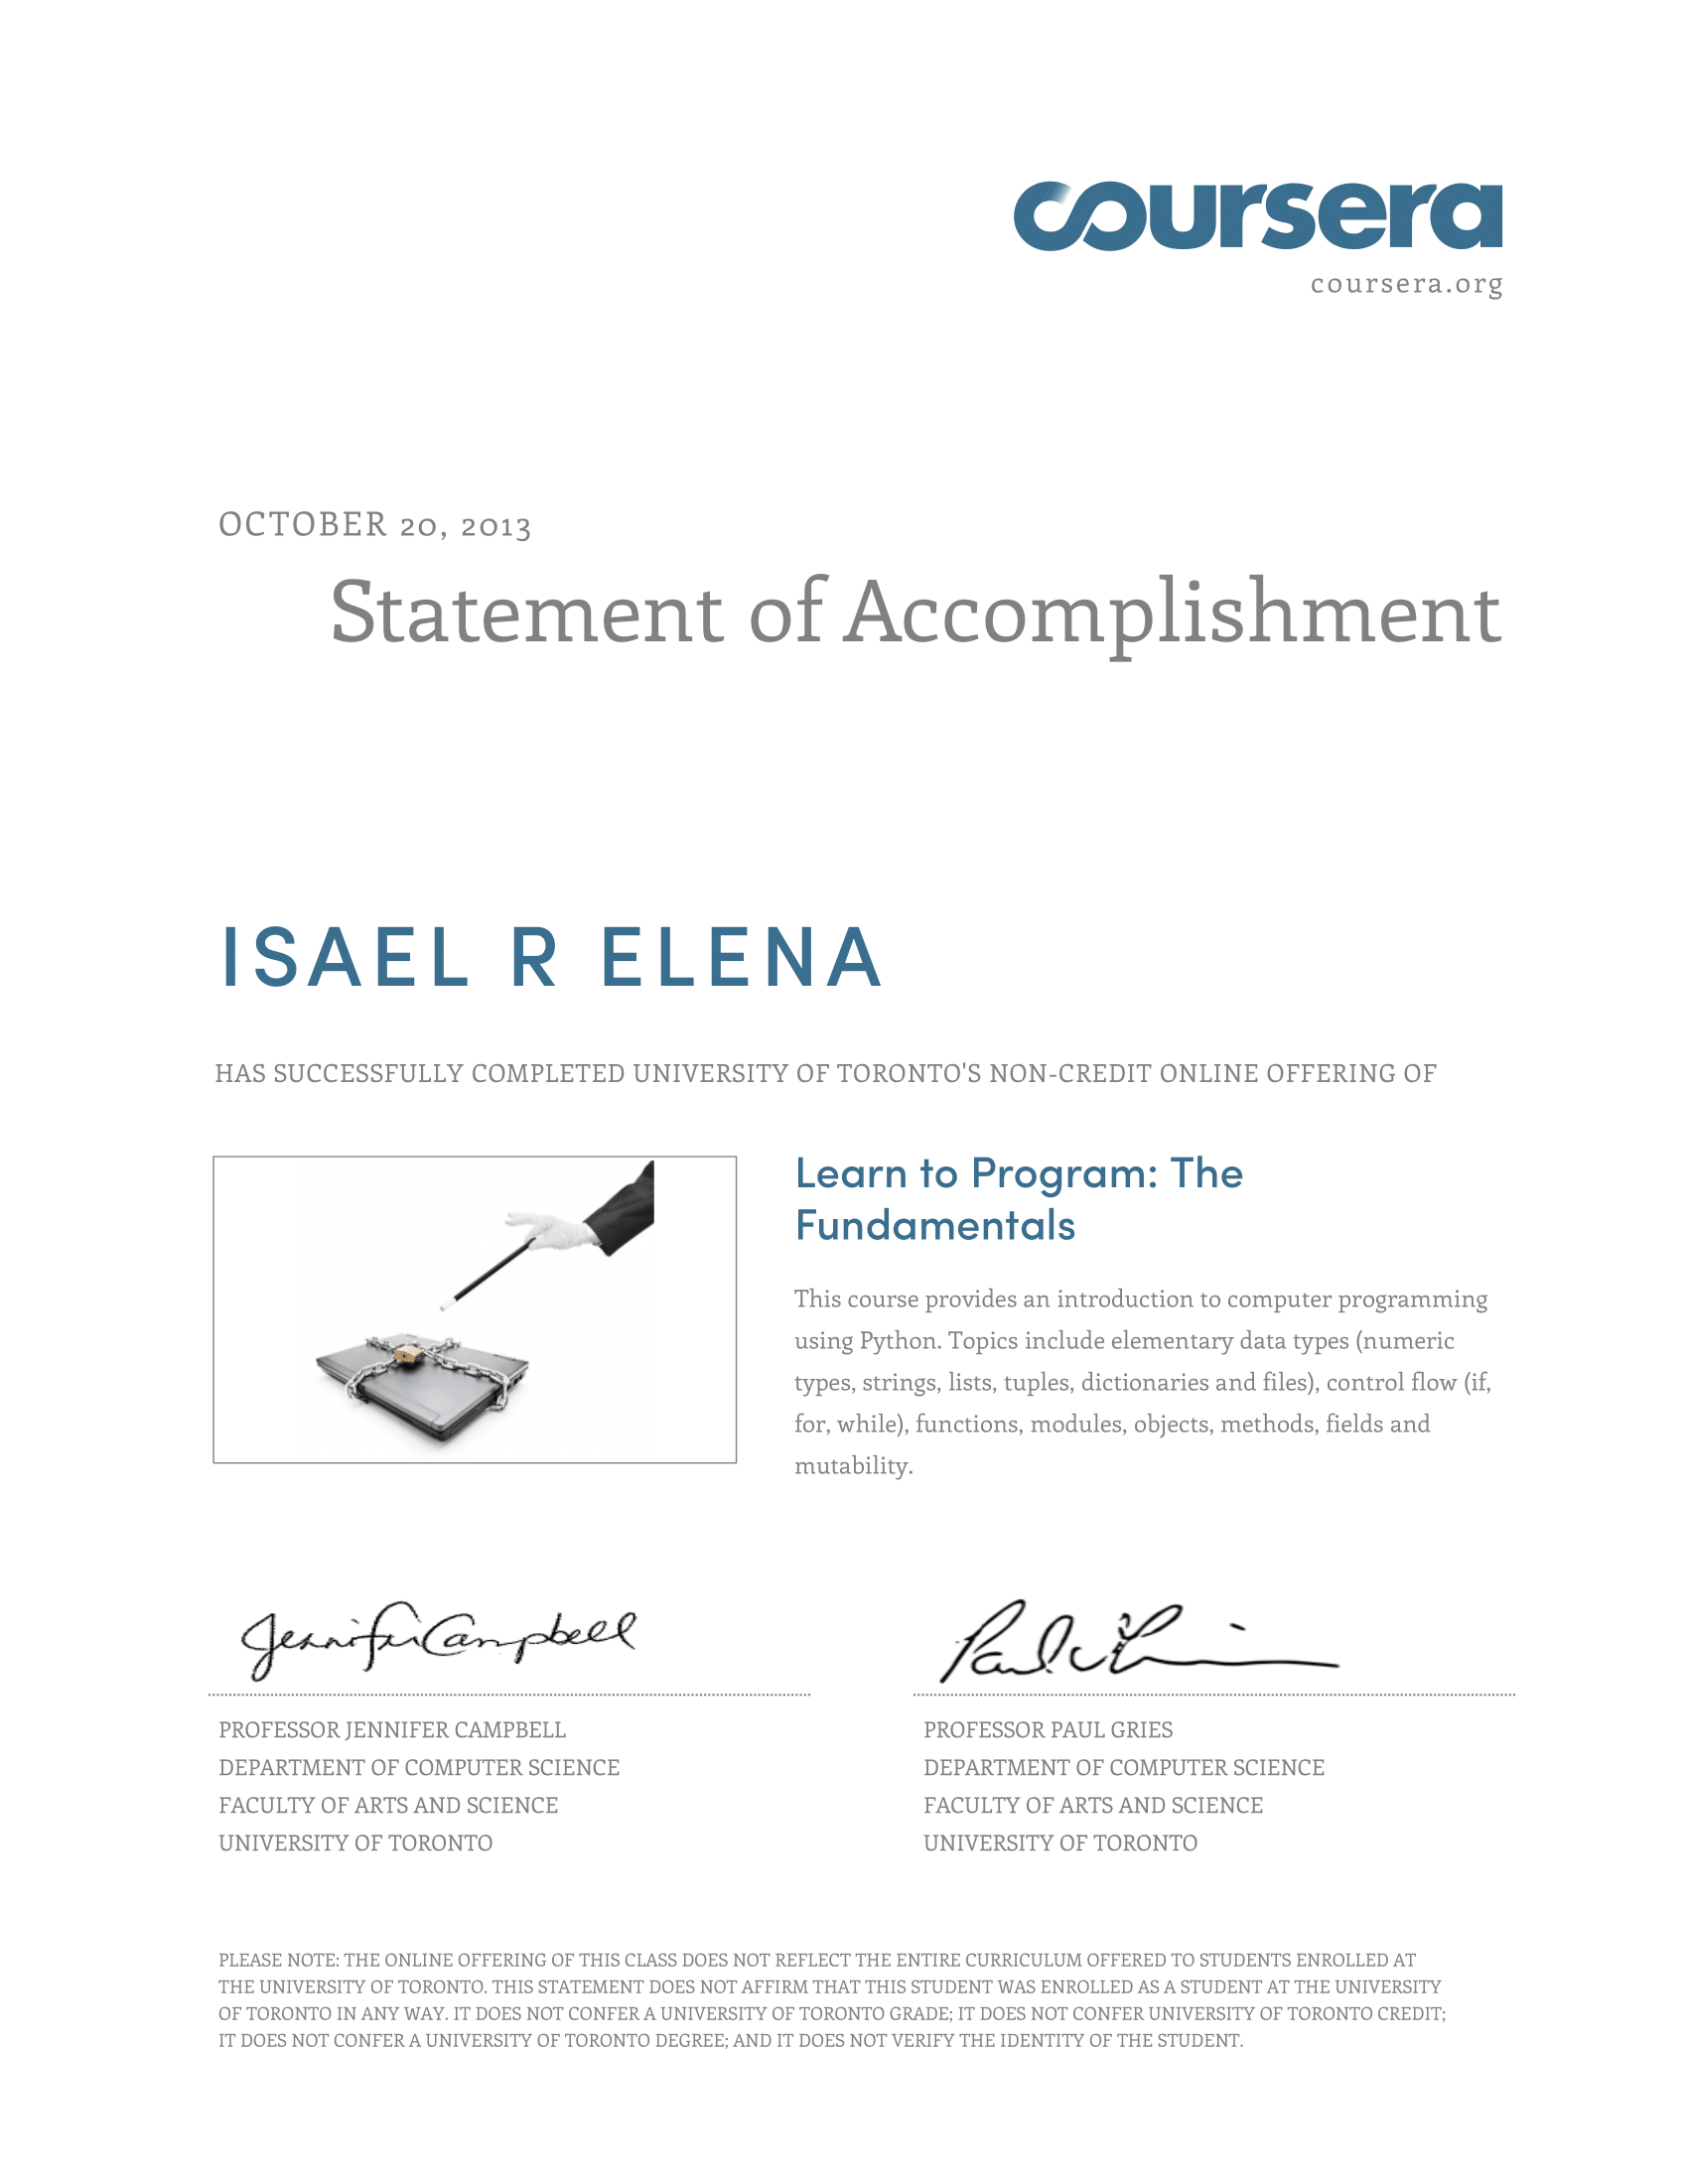 coursera
coursera.org
OCTOBER 20, 2013
Statement of Accomplishment
ISAEL R ELENA
HAS SUCCESSFULLY COMPLETED UNIVERSITY OF TORONTO'S NON-CREDIT ONLINE OFFERING OF
Learn to Program: The
Fundamentals
This course provides an introduction to computer programming
using Python. Topics include elementary data types (numeric
types, strings, lists, tuples, dictionaries and files), control flow (if,
for, while), functions, modules, objects, methods, fields and
mutability.
Jennifer Campbell
PROFESSOR JENNIFER CAMPBELL
DEPARTMENT OF COMPUTER SCIENCE
FACULTY OF ARTS AND SCIENCE
UNIVERSITY OF TORONTO
Paul
PROFESSOR PAUL GRIES
DEPARTMENT OF COMPUTER SCIENCE
FACULTY OF ARTS AND SCIENCE
UNIVERSITY OF TORONTO
PLEASE NOTE: THE ONLINE OFFERING OF THIS CLASS DOES NOT REFLECT THE ENTIRE CURRICULUM OFFERED TO STUDENTS ENROLLED AT
THE UNIVERSITY OF TORONTO. THIS STATEMENT DOES NOT AFFIRM THAT THIS STUDENT WAS ENROLLED AS A STUDENT AT THE UNIVERSITY
OF TORONTO IN ANY WAY. IT DOES NOT CONFER A UNIVERSITY OF TORONTO GRADE; IT DOES NOT CONFER UNIVERSITY OF TORONTO CREDIT;
IT DOES NOT CONFER A UNIVERSITY OF TORONTO DEGREE; AND IT DOES NOT VERIFY THE IDENTITY OF THE STUDENT.